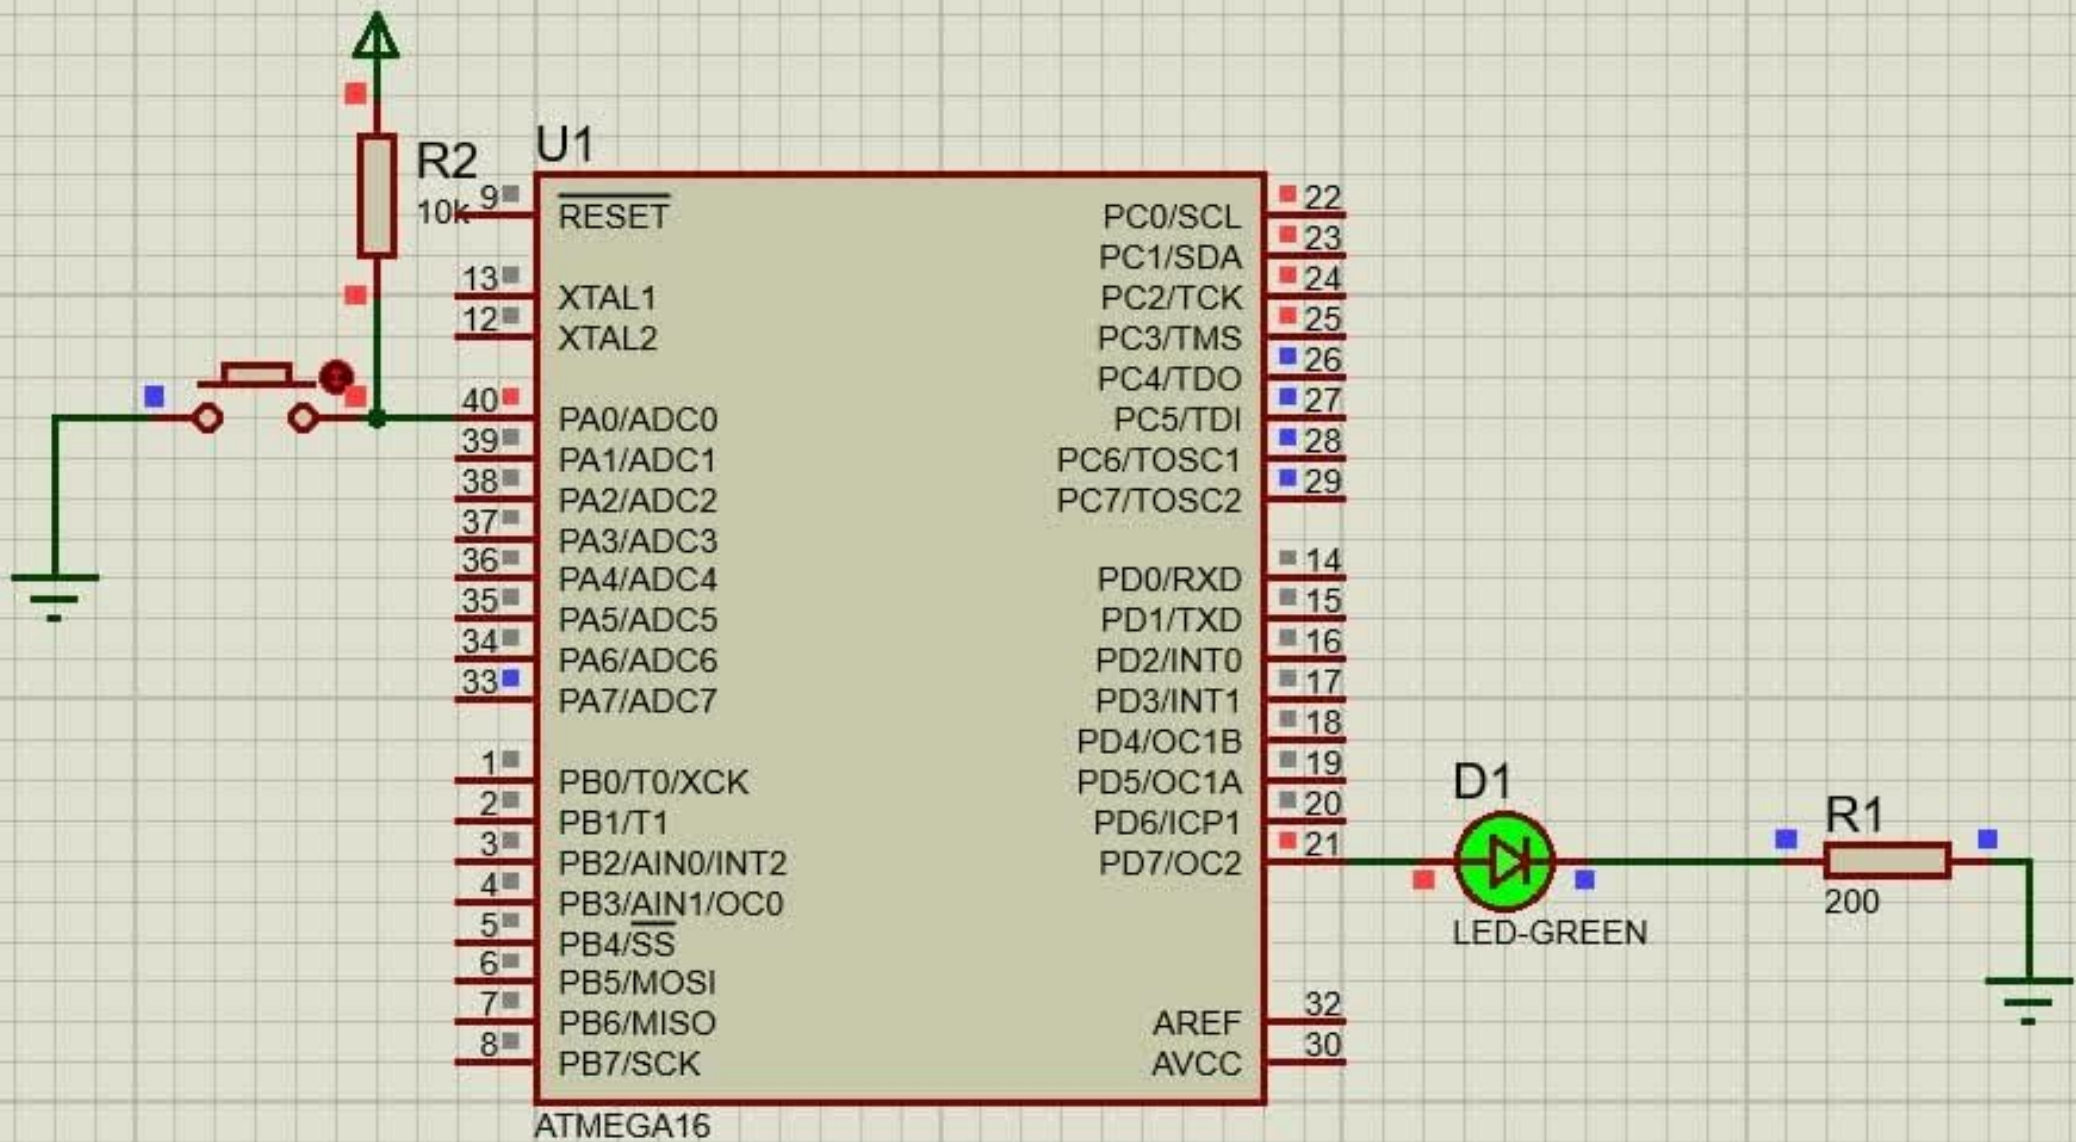 R2
10k
U1
9 RESET
13 XTAL1
12 XTAL2
40 PA0/ADC0
39 PA1/ADC1
38 PA2/ADC2
37 PA3/ADC3
36 PA4/ADC4
35 PA5/ADC5
34 PA6/ADC6
33 PA7/ADC7
1 PB0/T0/XCK
2 PB1/T1
3 PB2/AIN0/INT2
4 PB3/AIN1/OC0
5 PB4/SS
6 PB5/MOSI
7 PB6/MISO
8 PB7/SCK
PC0/SCL 22
PC1/SDA 23
PC2/TCK 24
PC3/TMS 25
PC4/TDO 26
PC5/TDI 27
PC6/TOSC1 28
PC7/TOSC2 29
PD0/RXD 14
PD1/TXD 15
PD2/INT0 16
PD3/INT1 17
PD4/OC1B 18
PD5/OC1A 19
PD6/ICP1 20
PD7/OC2 21
AREF 32
AVCC 30
ATMEGA16
D1
LED-GREEN
R1
200